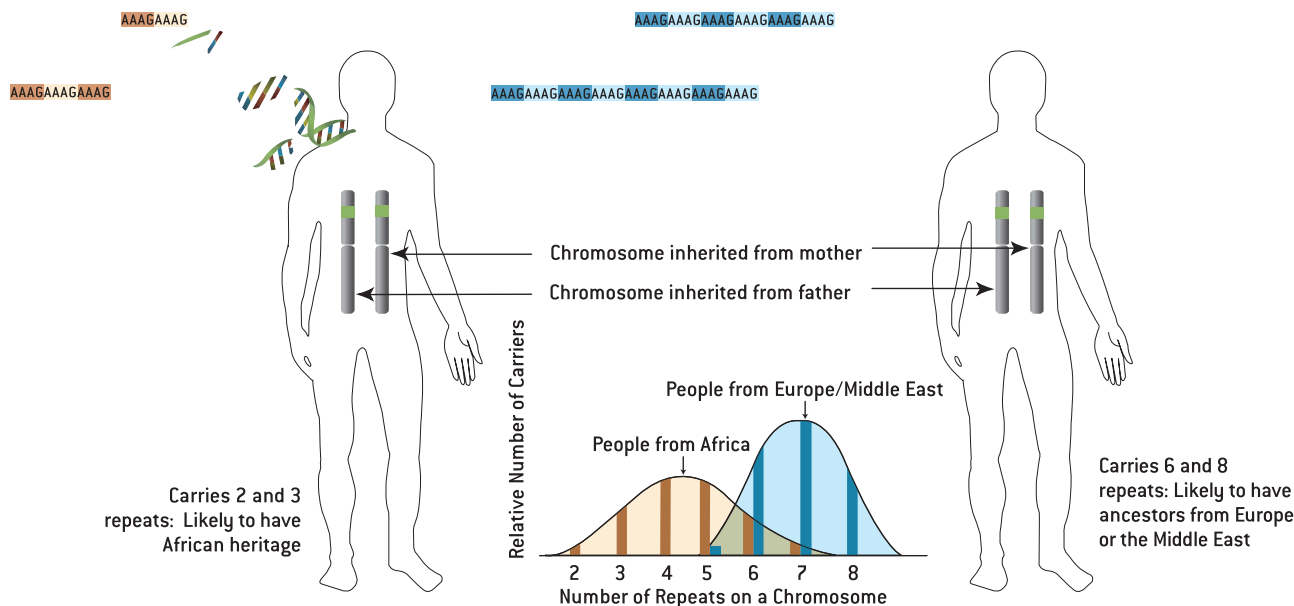 AAAGAAAG
AAAGAAAGAAAGAAAGAAAGAAAG
AAAGAAAGAAAG
AAAGAAAGAAAGAAAGAAAGAAAGAAAGAAAG
Chromosome inherited from mother
Chromosome inherited from father
Relative Number of Carriers
People from Europe/Middle East
People from Africa
Carries 2 and 3
repeats: Likely to have
African heritage
Carries 6 and 8
repeats: Likely to have
ancestors from Europe
or the Middle East
2 3 4 5 6 7 8
Number of Repeats on a Chromosome